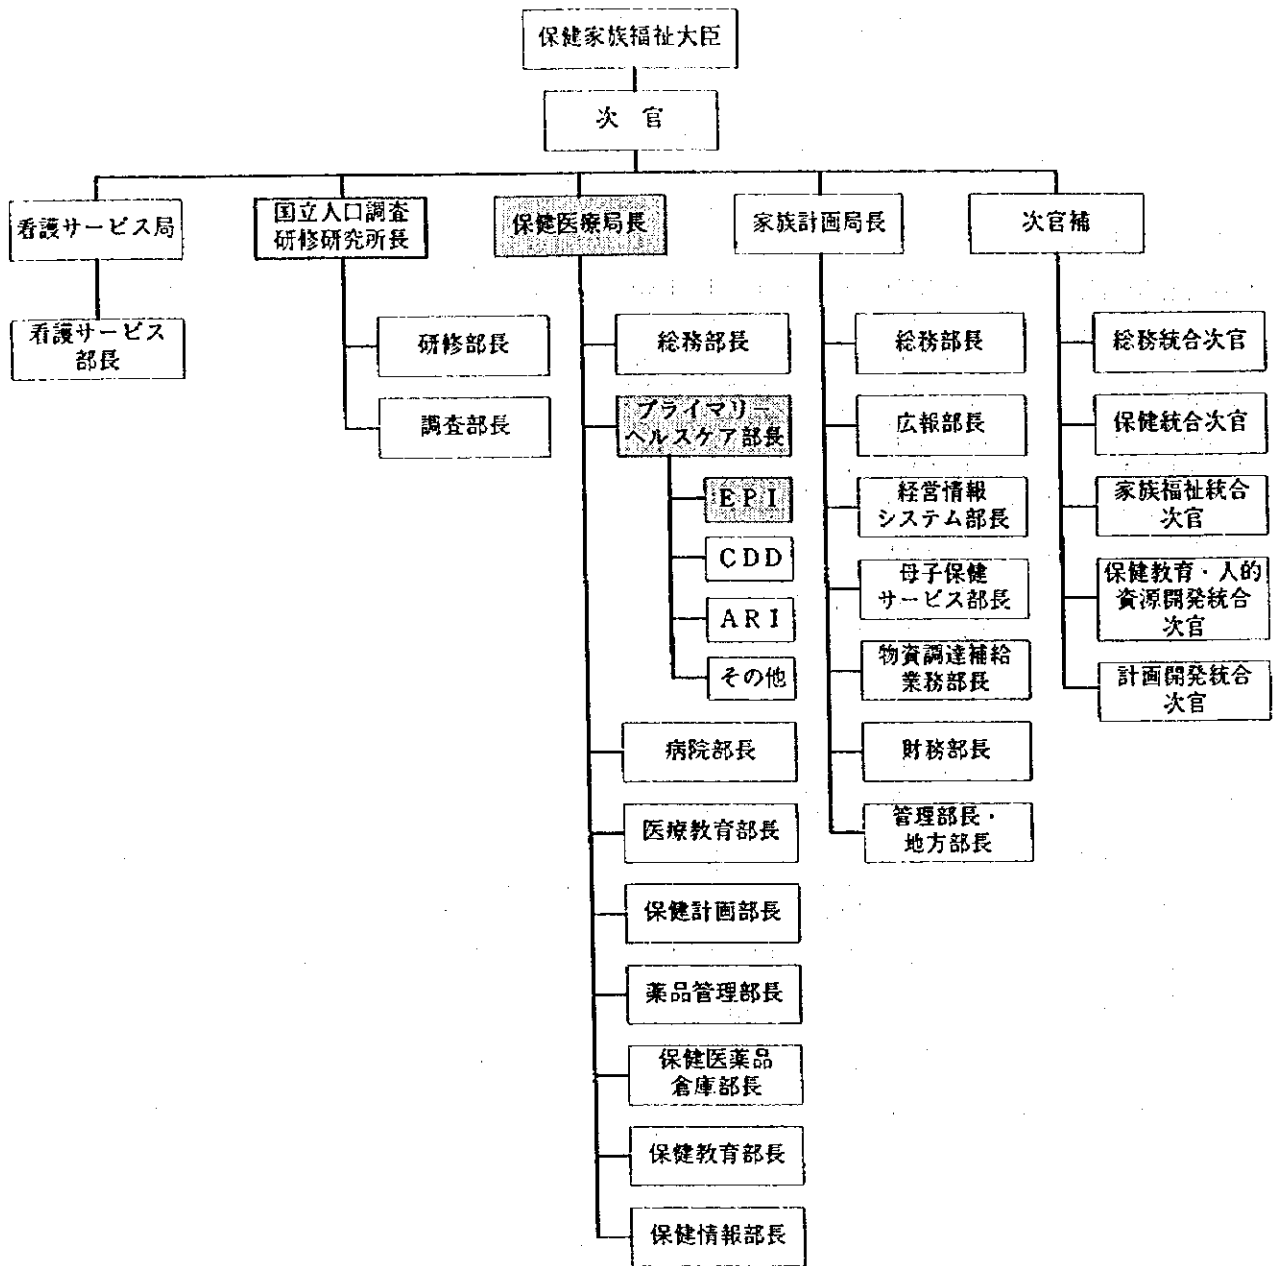 保健家族福祉大臣
次 官
看護サービス局
国立人口調査
研修研究所長
保健医療局長
家族計画局長
次官補
看護サービス
部長
研修部長
調査部長
総務部長
プライマリー
ヘルスケア部長
EPI
CDD
ARI
その他
病院部長
医療教育部長
保健計画部長
薬品管理部長
保健医薬品
倉庫部長
保健教育部長
保健情報部長
総務部長
広報部長
経営情報
システム部長
母子保健
サービス部長
物資調達補給
業務部長
財務部長
管理部長・
地方部長
総務統合次官
保健統合次官
家族福祉統合
次官
保健教育・人的
資源開発統合
次官
計画開発統合
次官